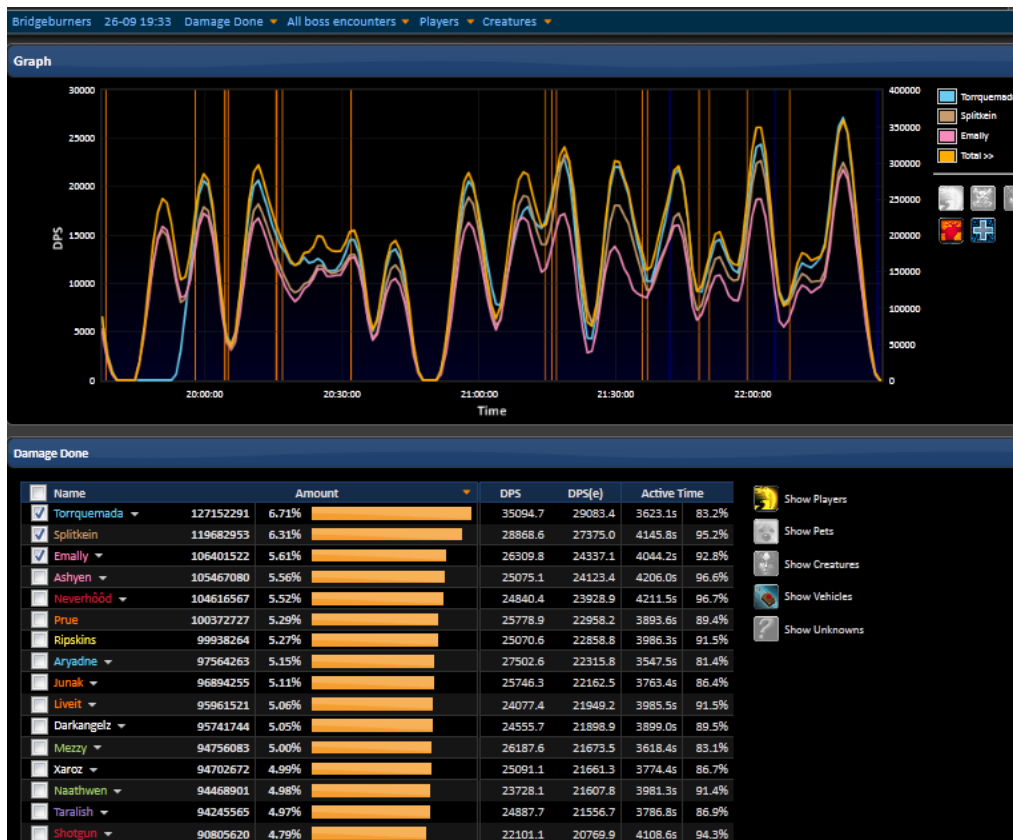 Bridgeburners 26-09 19:33 Damage Done All boss encounters Players Creatures
Graph
30000 400000 Torrquemada
25000 350000 Splitkein
20000 300000 Emally
15000 250000 Total >>
10000 200000
5000 150000
0 100000
50000
0
DPS
20:00:00 20:30:00 21:00:00 21:30:00 22:00:00
Time
Damage Done
Name Amount DPS DPS(e) Active Time
Torrquemada 127152291 6.71% 35094.7 29083.4 3623.1s 83.2%
Splitkein 119682953 6.31% 28868.6 27375.0 4145.8s 95.2%
Emally 106401522 5.61% 26309.8 24337.1 4044.2s 92.8%
Ashyen 105467080 5.56% 25075.1 24123.4 4206.0s 96.6%
Neverhôôd 104616567 5.52% 24840.4 23928.9 4211.5s 96.7%
Prue 100372727 5.29% 25778.9 22958.2 3893.6s 89.4%
Ripskins 99938264 5.27% 25070.6 22858.8 3986.3s 91.5%
Aryadne 97564263 5.15% 27502.6 22315.8 3547.5s 81.4%
Junak 96894255 5.11% 25746.3 22162.5 3763.4s 86.4%
Liveit 95961521 5.06% 24077.4 21949.2 3985.5s 91.5%
Darkangelz 95741744 5.05% 24555.7 21898.9 3899.0s 89.5%
Mezzy 94756083 5.00% 26187.6 21673.5 3618.4s 83.1%
Xaroz 94702672 4.99% 25091.1 21661.3 3774.4s 86.7%
Naathwen 94468901 4.98% 23728.1 21607.8 3981.3s 91.4%
Taralish 94245565 4.97% 24887.7 21556.7 3786.8s 86.9%
Shotgun 90805620 4.79% 22101.1 20769.9 4108.6s 94.3%
Show Players
Show Pets
Show Creatures
Show Vehicles
Show Unknowns